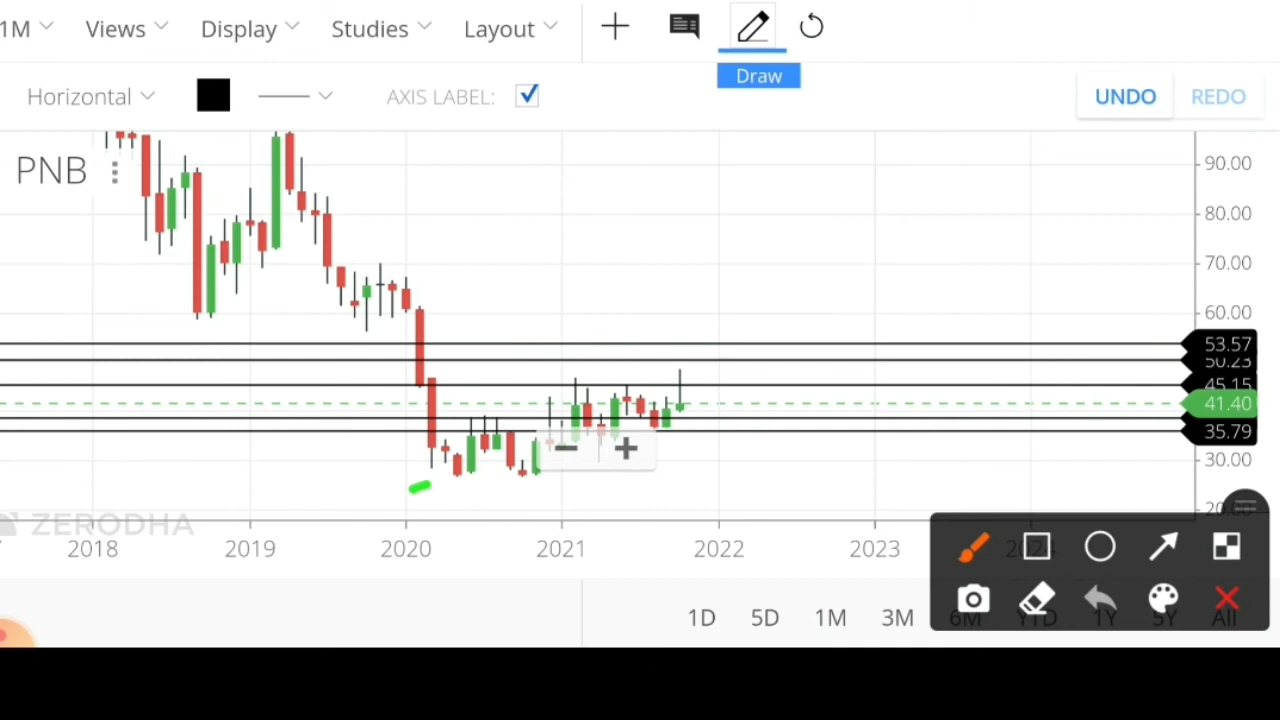 1M Views Display Studies Layout
Draw
Horizontal AXIS LABEL: UNDO REDO
PNB
90.00
80.00
70.00
60.00
53.57
50.23
45.15
41.40
35.79
30.00
ZERODHA
2018 2019 2020 2021 2022 2023 2024
1D 5D 1M 3M 6M YTD 1Y 5Y All